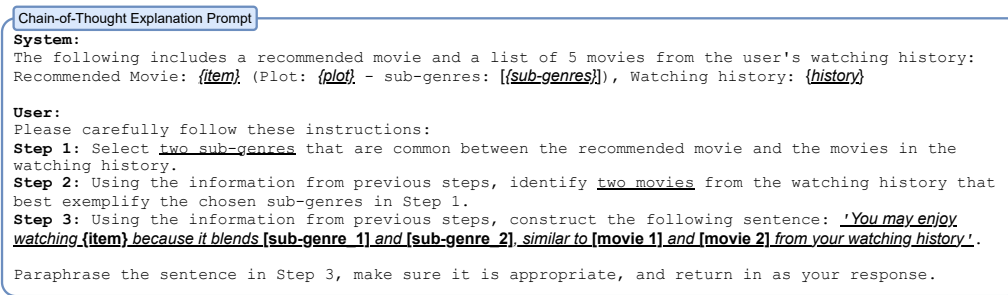 Chain-of-Thought Explanation Prompt
System:
The following includes a recommended movie and a list of 5 movies from the user's watching history:
Recommended Movie: {item} (Plot: {plot} - sub-genres: [{sub-genres}]), Watching history: {history}
User:
Please carefully follow these instructions:
Step 1: Select two sub-genres that are common between the recommended movie and the movies in the
watching history.
Step 2: Using the information from previous steps, identify two movies from the watching history that
best exemplify the chosen sub-genres in Step 1.
Step 3: Using the information from previous steps, construct the following sentence: 'You may enjoy
watching {item} because it blends [sub-genre_1] and [sub-genre_2], similar to [movie 1] and [movie 2] from your watching history'.
Paraphrase the sentence in Step 3, make sure it is appropriate, and return in as your response.